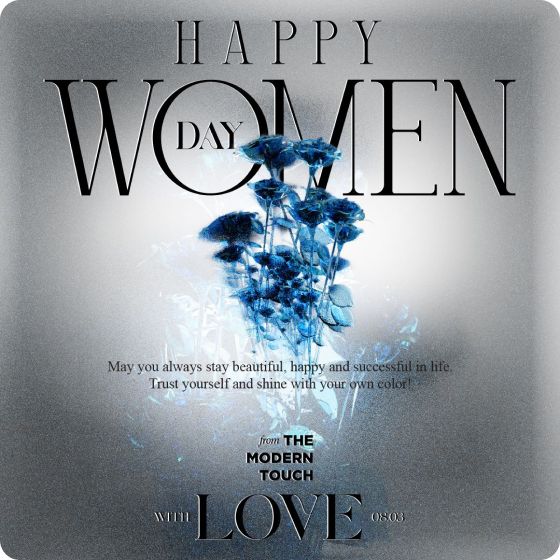 HAPPY
WOMEN
DAY
May you always stay beautiful, happy and successful in life.
Trust yourself and shine with your own color!
from THE
MODERN
TOUCH
WITH LOVE 08.03